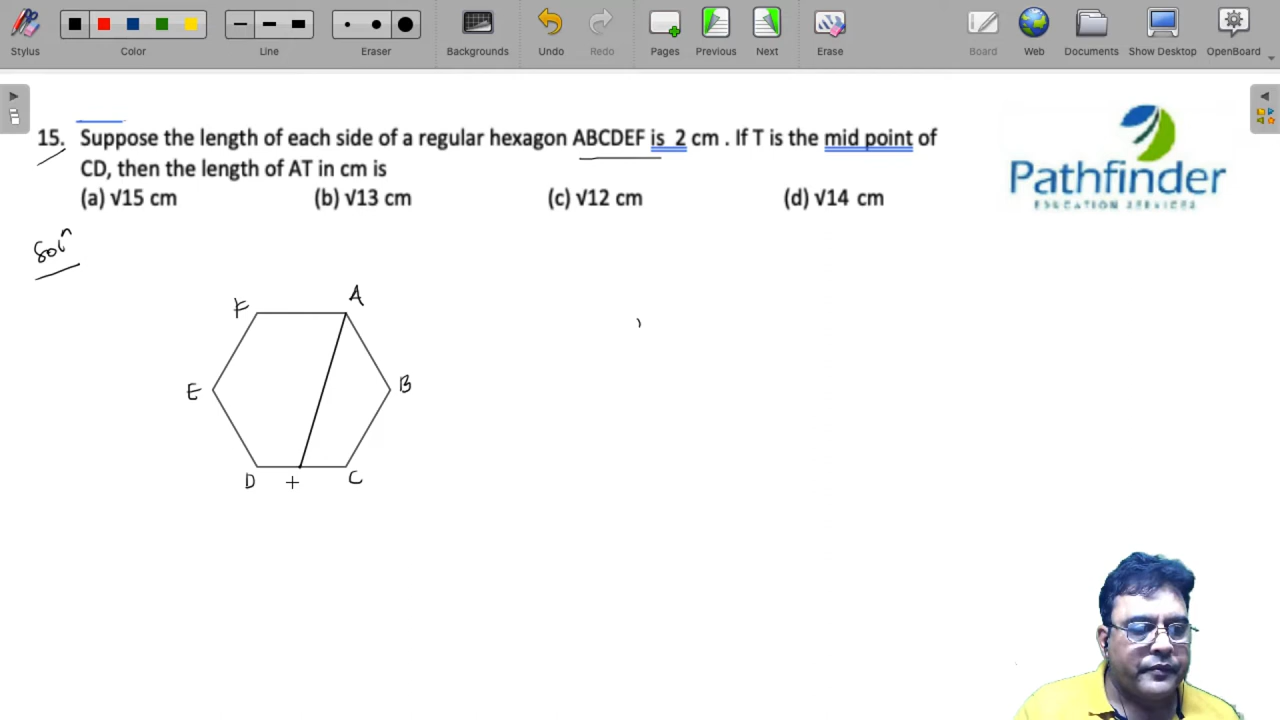 Stylus
Color
Line
Eraser
Backgrounds
Undo
Redo
Pages
Previous
Next
Erase
Board
Web
Documents
Show Desktop
OpenBoard
15. Suppose the length of each side of a regular hexagon ABCDEF is 2 cm . If T is the mid point of
CD, then the length of AT in cm is
(a) √15 cm (b) √13 cm (c) √12 cm (d) √14 cm
Pathfinder
EDUCATION SERVICES
Solⁿ
F A
E B
D T C